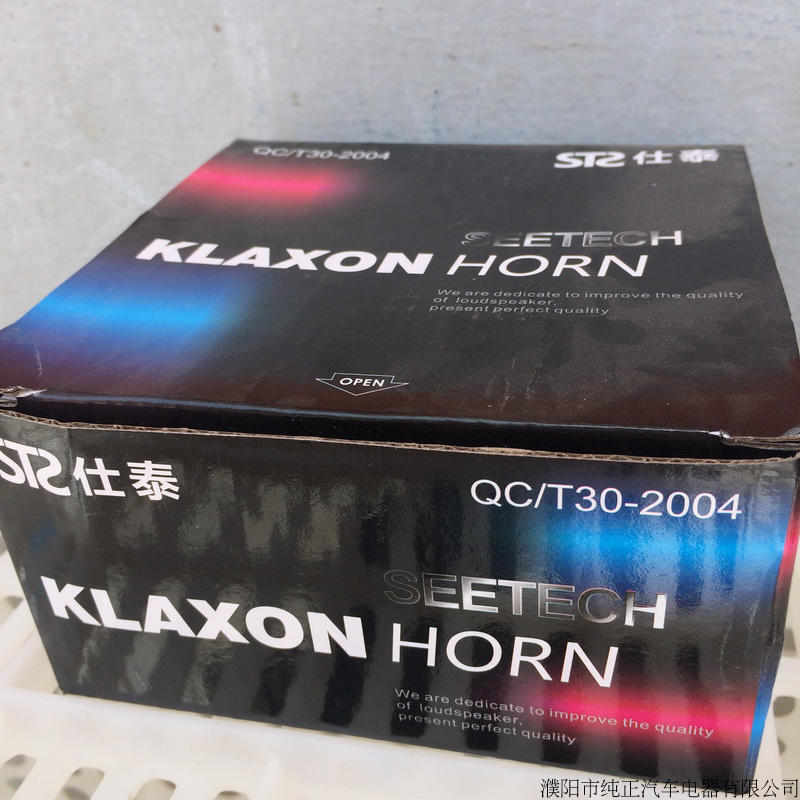 QC/T30-2004
STS 仕泰
SEETECH
KLAXON HORN
We are dedicate to improve the quality
of loudspeaker,
present perfect quality
OPEN
STS 仕泰
QC/T30-2004
SEETECH
KLAXON HORN
We are dedicate to improve the quality
of loudspeaker,
present perfect quality
濮阳市纯正汽车电器有限公司